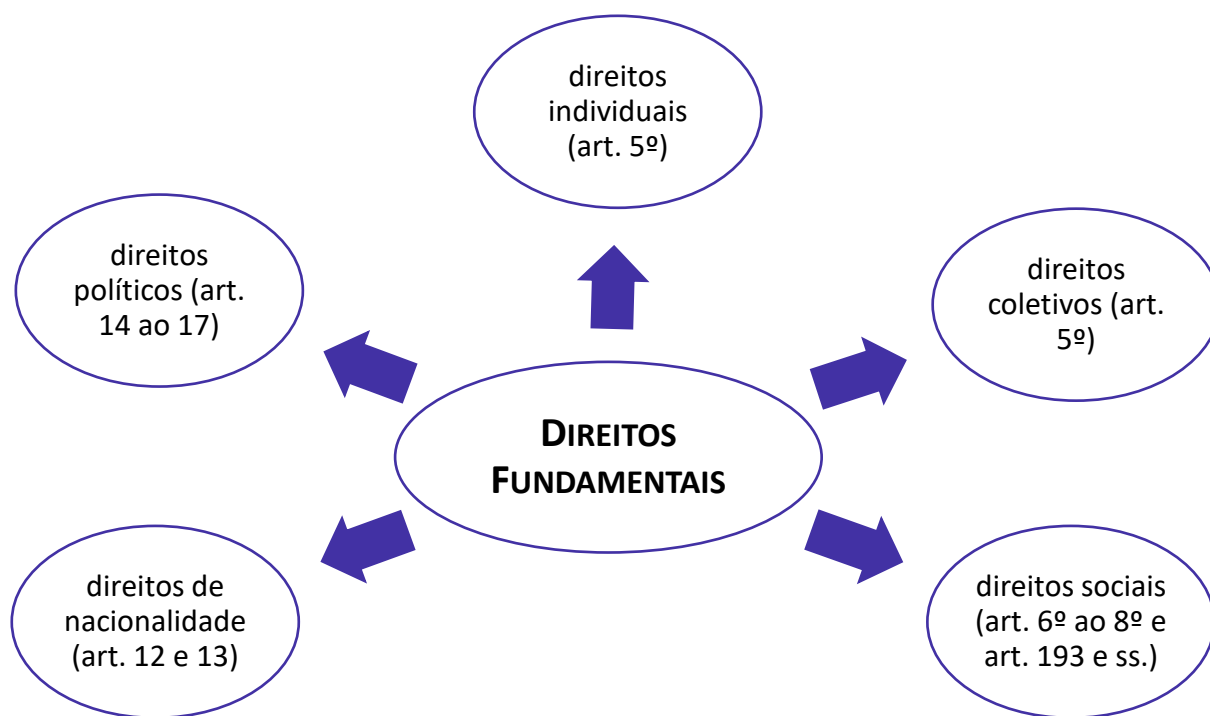 direitos
individuais
(art. 5º)
direitos
políticos (art.
14 ao 17)
direitos
coletivos (art.
5º)
DIREITOS
FUNDAMENTAIS
direitos de
nacionalidade
(art. 12 e 13)
direitos sociais
(art. 6º ao 8º e
art. 193 e ss.)